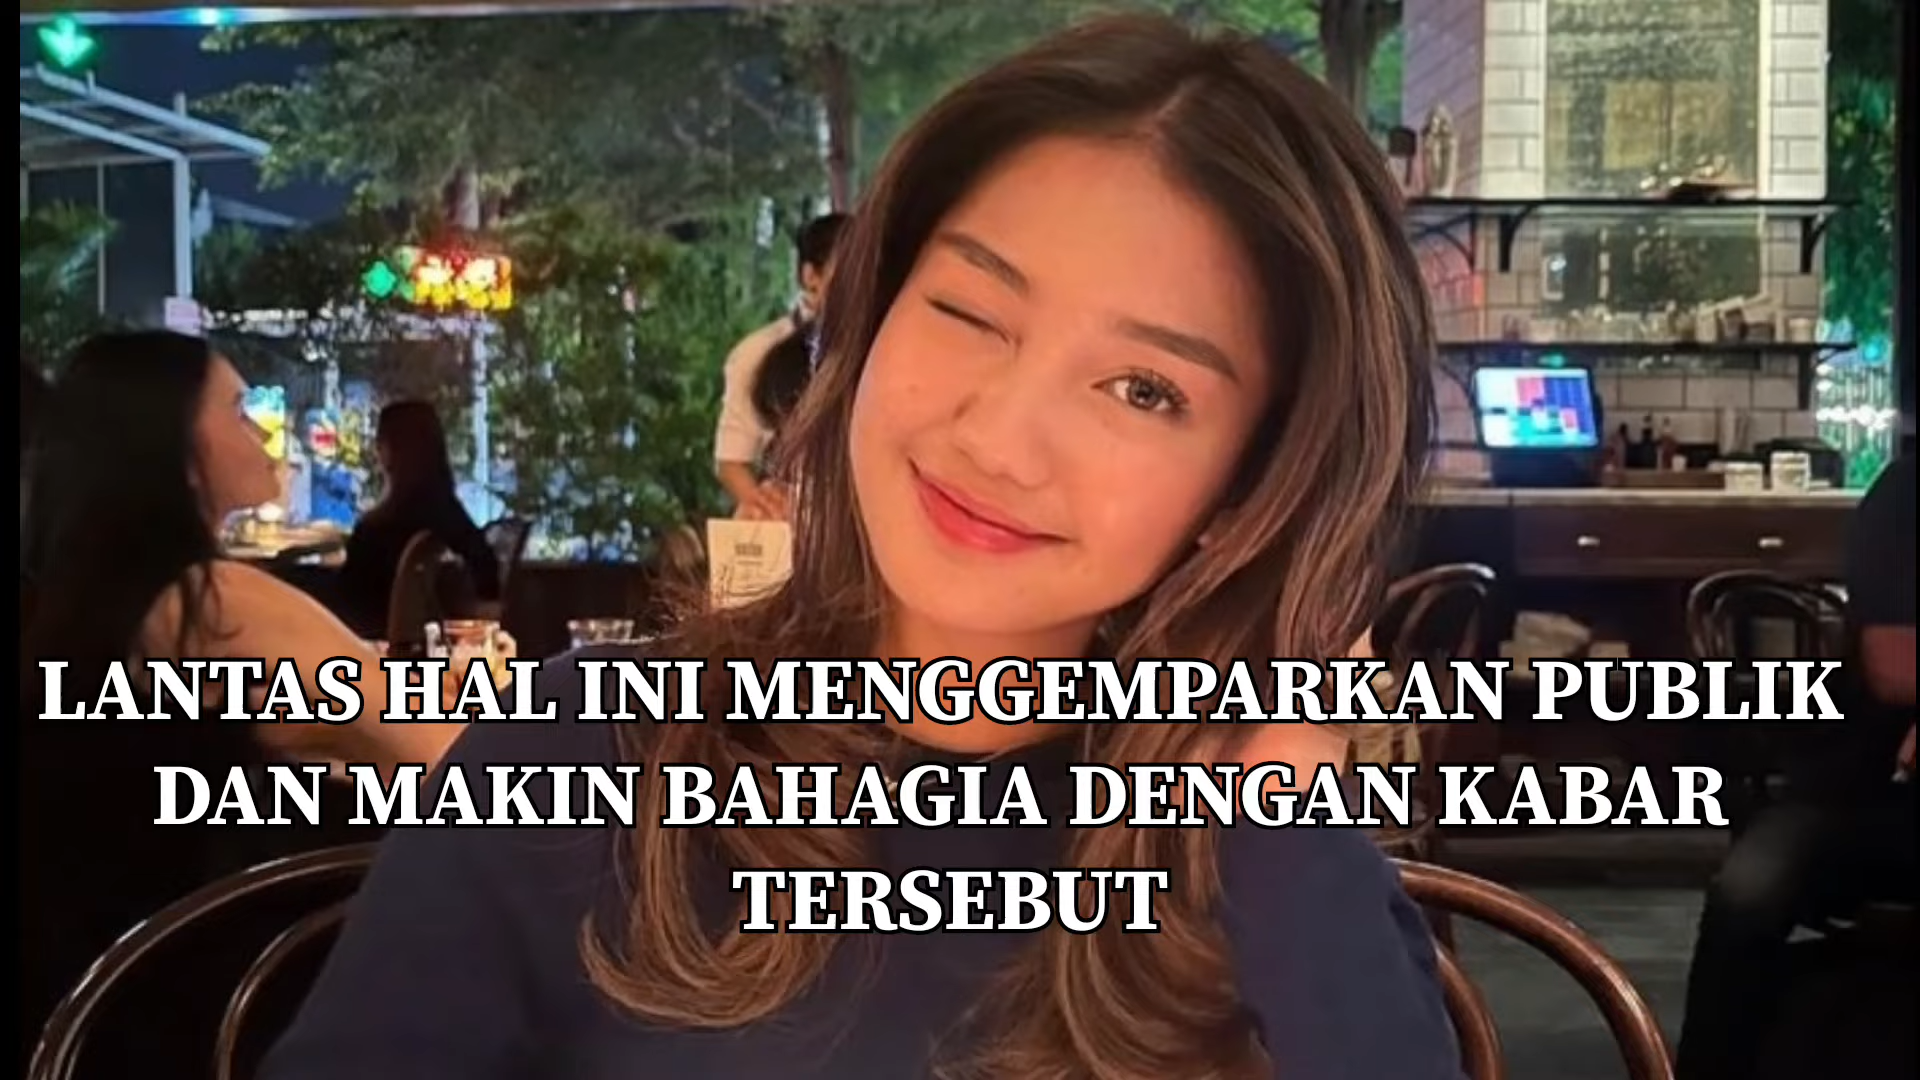 LANTAS HAL INI MENGGEMPARKAN PUBLIK
DAN MAKIN BAHAGIA DENGAN KABAR
TERSEBUT